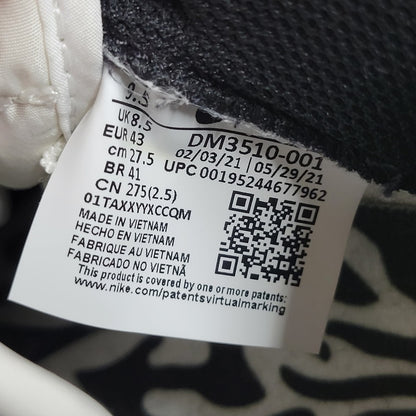 9.5
UK 8.5
EUR 43
cm 27.5
BR 41
CN 275(2.5)
01TAXXYYXCCQM
DM3510-001
02/03/21 | 05/29/21
UPC 00195244677962
MADE IN VIETNAM
HECHO EN VIETNAM
FABRIQUE AU VIETNAM
FABRICADO NO VIETNÃ
This product is covered by one or more patents:
www.nike.com/patentsvirtualmarking